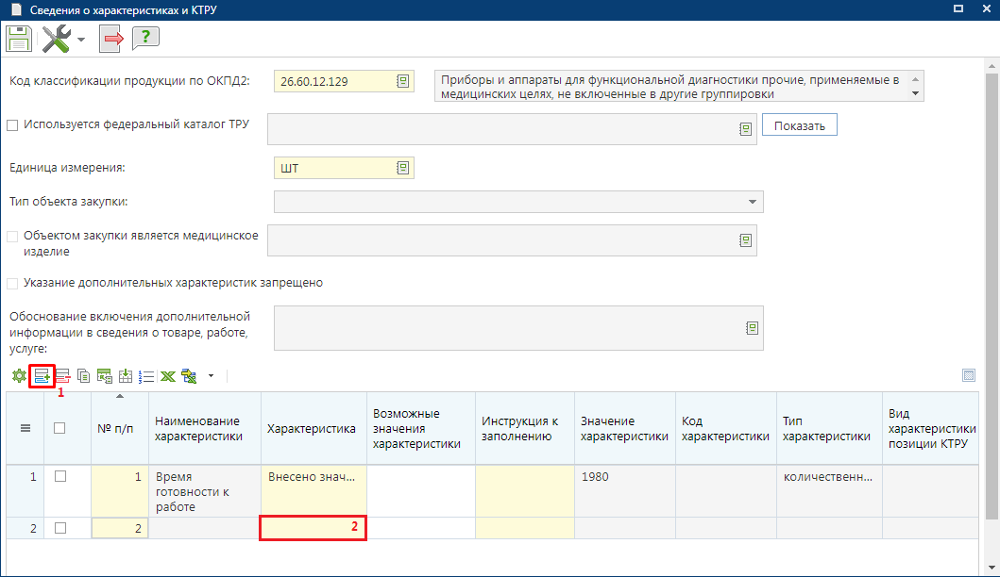 Сведения о характеристиках и КТРУ
?
Код классификации продукции по ОКПД2:
26.60.12.129
Приборы и аппараты для функциональной диагностики прочие, применяемые в
медицинских целях, не включенные в другие группировки
Используется федеральный каталог ТРУ
Показать
Единица измерения:
ШТ
Тип объекта закупки:
Объектом закупки является медицинское
изделие
Указание дополнительных характеристик запрещено
Обоснование включения дополнительной
информации в сведения о товаре, работе,
услуге:
1
№ п/п
Наименование
характеристики
Характеристика
Возможные
значения
характеристики
Инструкция к
заполнению
Значение
характеристики
Код
характеристики
Тип
характеристики
Вид
характеристики
позиции КТРУ
1
1
Время
готовности к
работе
Внесено знач...
1980
количественн...
2
2
2